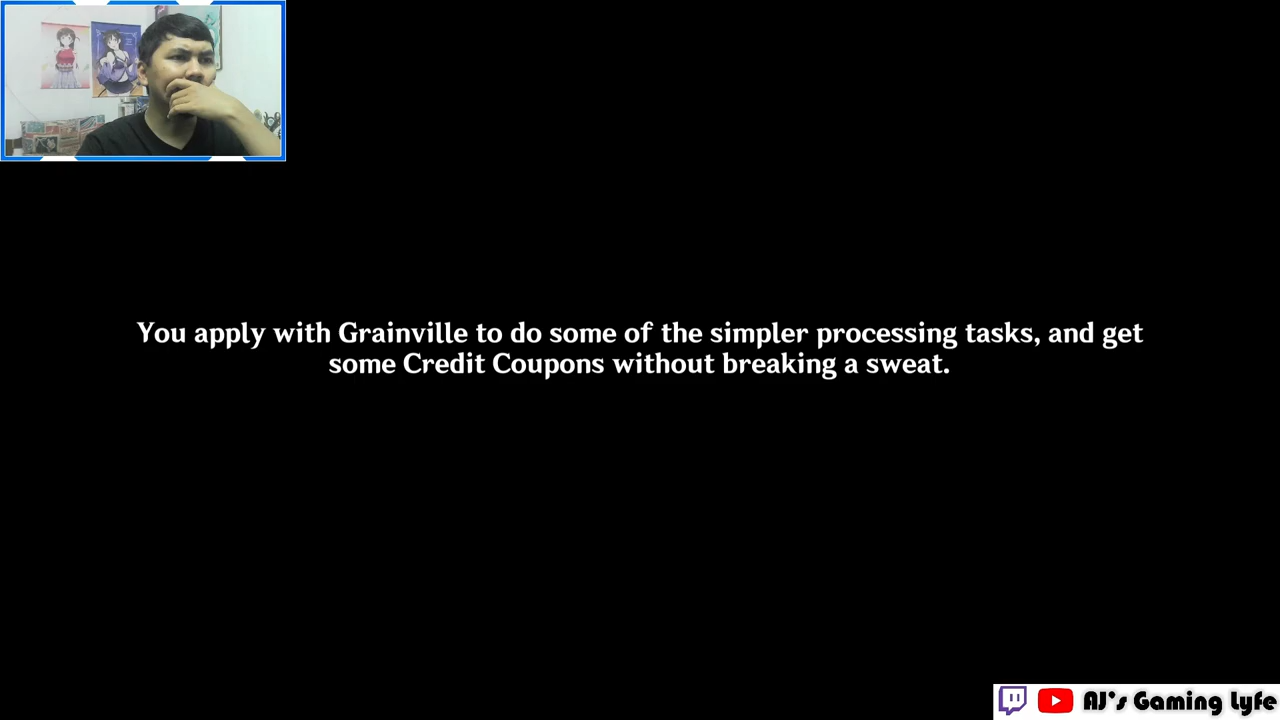 You apply with Grainville to do some of the simpler processing tasks, and get
some Credit Coupons without breaking a sweat.
AJ's Gaming Lyfe